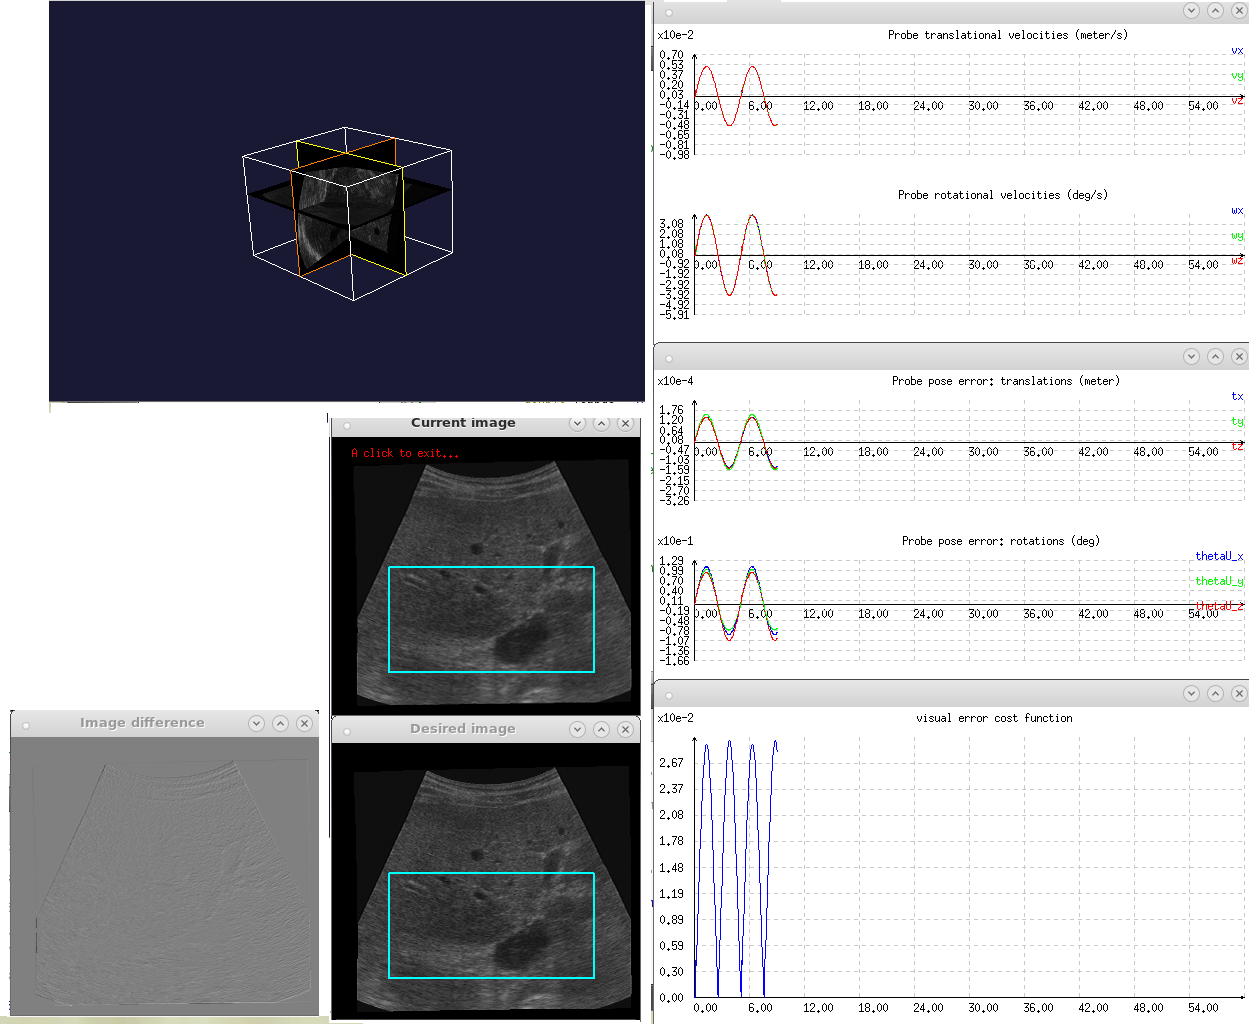 Probe translational velocities (meter/s)
x10e-2
vx
vy
vz
0.70
0.53
0.37
0.20
0.03
-0.14
-0.31
-0.48
-0.65
-0.81
-0.98
0.00 6.00 12.00 18.00 24.00 30.00 36.00 42.00 48.00 54.00
Probe rotational velocities (deg/s)
wx
wy
wz
3.08
2.08
1.08
0.08
-0.92
-1.92
-2.92
-3.92
-4.92
-5.91
0.00 6.00 12.00 18.00 24.00 30.00 36.00 42.00 48.00 54.00
Probe pose error: translations (meter)
x10e-4
tx
ty
tz
1.76
1.20
0.64
0.08
-0.47
-1.03
-1.59
-2.15
-2.70
-3.26
0.00 6.00 12.00 18.00 24.00 30.00 36.00 42.00 48.00 54.00
Probe pose error: rotations (deg)
x10e-1
thetaU_x
thetaU_y
thetaU_z
1.29
0.99
0.70
0.40
0.11
-0.19
-0.48
-0.78
-1.07
-1.36
-1.66
0.00 6.00 12.00 18.00 24.00 30.00 36.00 42.00 48.00 54.00
Current image
A click to exit...
Image difference
Desired image
visual error cost function
x10e-2
2.67
2.37
2.08
1.78
1.48
1.19
0.89
0.59
0.30
0.00
0.00 6.00 12.00 18.00 24.00 30.00 36.00 42.00 48.00 54.00